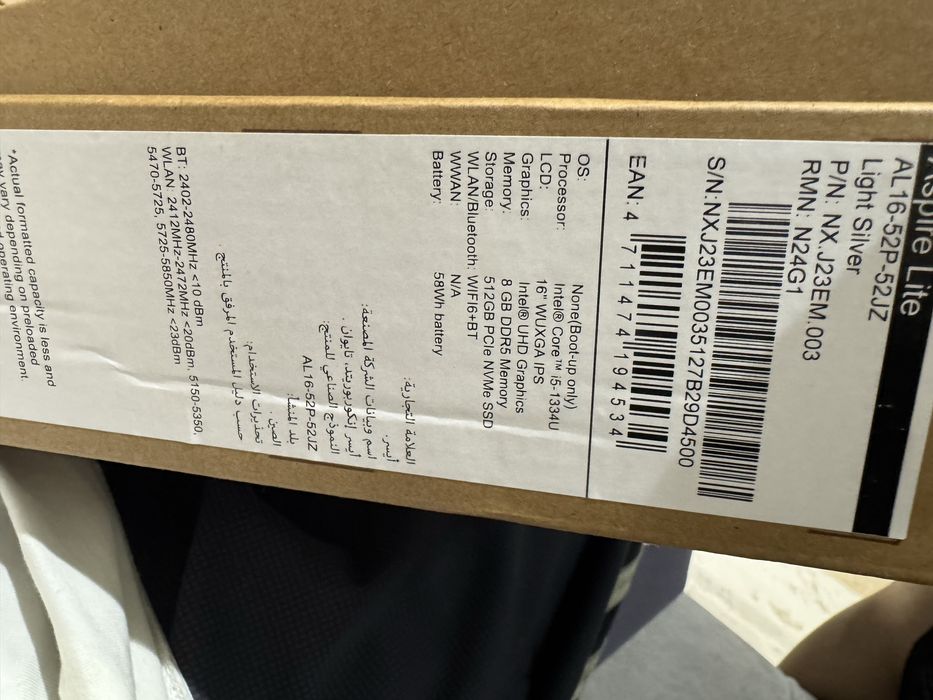 Aspire Lite
AL16-52P-52JZ
Light Silver
P/N: NX.J23EM.003
RMN: N24G1
S/N:NXJ23EM0035127B29D4500
EAN: 4 711474 194534
OS: None(Boot-up only)
Processor: Intel® Core™ i5-1334U
LCD: 16" WUXGA IPS
Graphics: Intel® UHD Graphics
Memory: 8 GB DDR5 Memory
Storage: 512GB PCIe NVMe SSD
WLAN/Bluetooth: WIFI6+BT
WWAN: N/A
Battery: 58Wh battery
العلامة التجارية:
أيسر.
اسم وبيانات الشركة المصنعة:
أيسر إنكوربوريتد، تايوان .
النموذج الصناعي للمنتج:
AL16-52P-52JZ
بلد المنشأ:
الصين .
تحذيرات الاستخدام:
حسب دليل المستخدم المرفق بالمنتج .
BT: 2402-2480MHz <10 dBm
WLAN: 2412MHz-2472MHz <20dBm, 5150-5350,
5470-5725, 5725-5850MHz <23dBm
*Actual formatted capacity is less and
may vary depending on preloaded
operating environment.